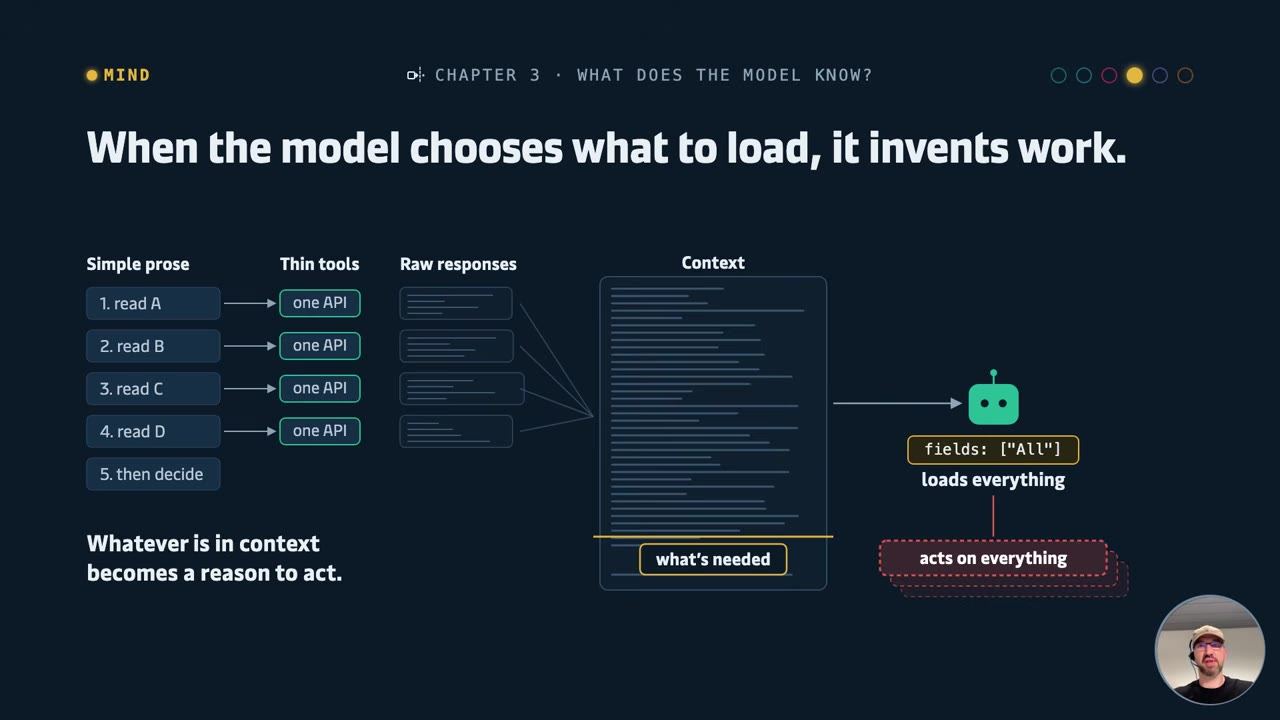 MIND
CHAPTER 3 · WHAT DOES THE MODEL KNOW?
When the model chooses what to load, it invents work.
Simple prose
Thin tools
Raw responses
Context
1. read A
one API
2. read B
one API
3. read C
one API
4. read D
one API
5. then decide
Whatever is in context
becomes a reason to act.
what's needed
fields: ["All"]
loads everything
acts on everything